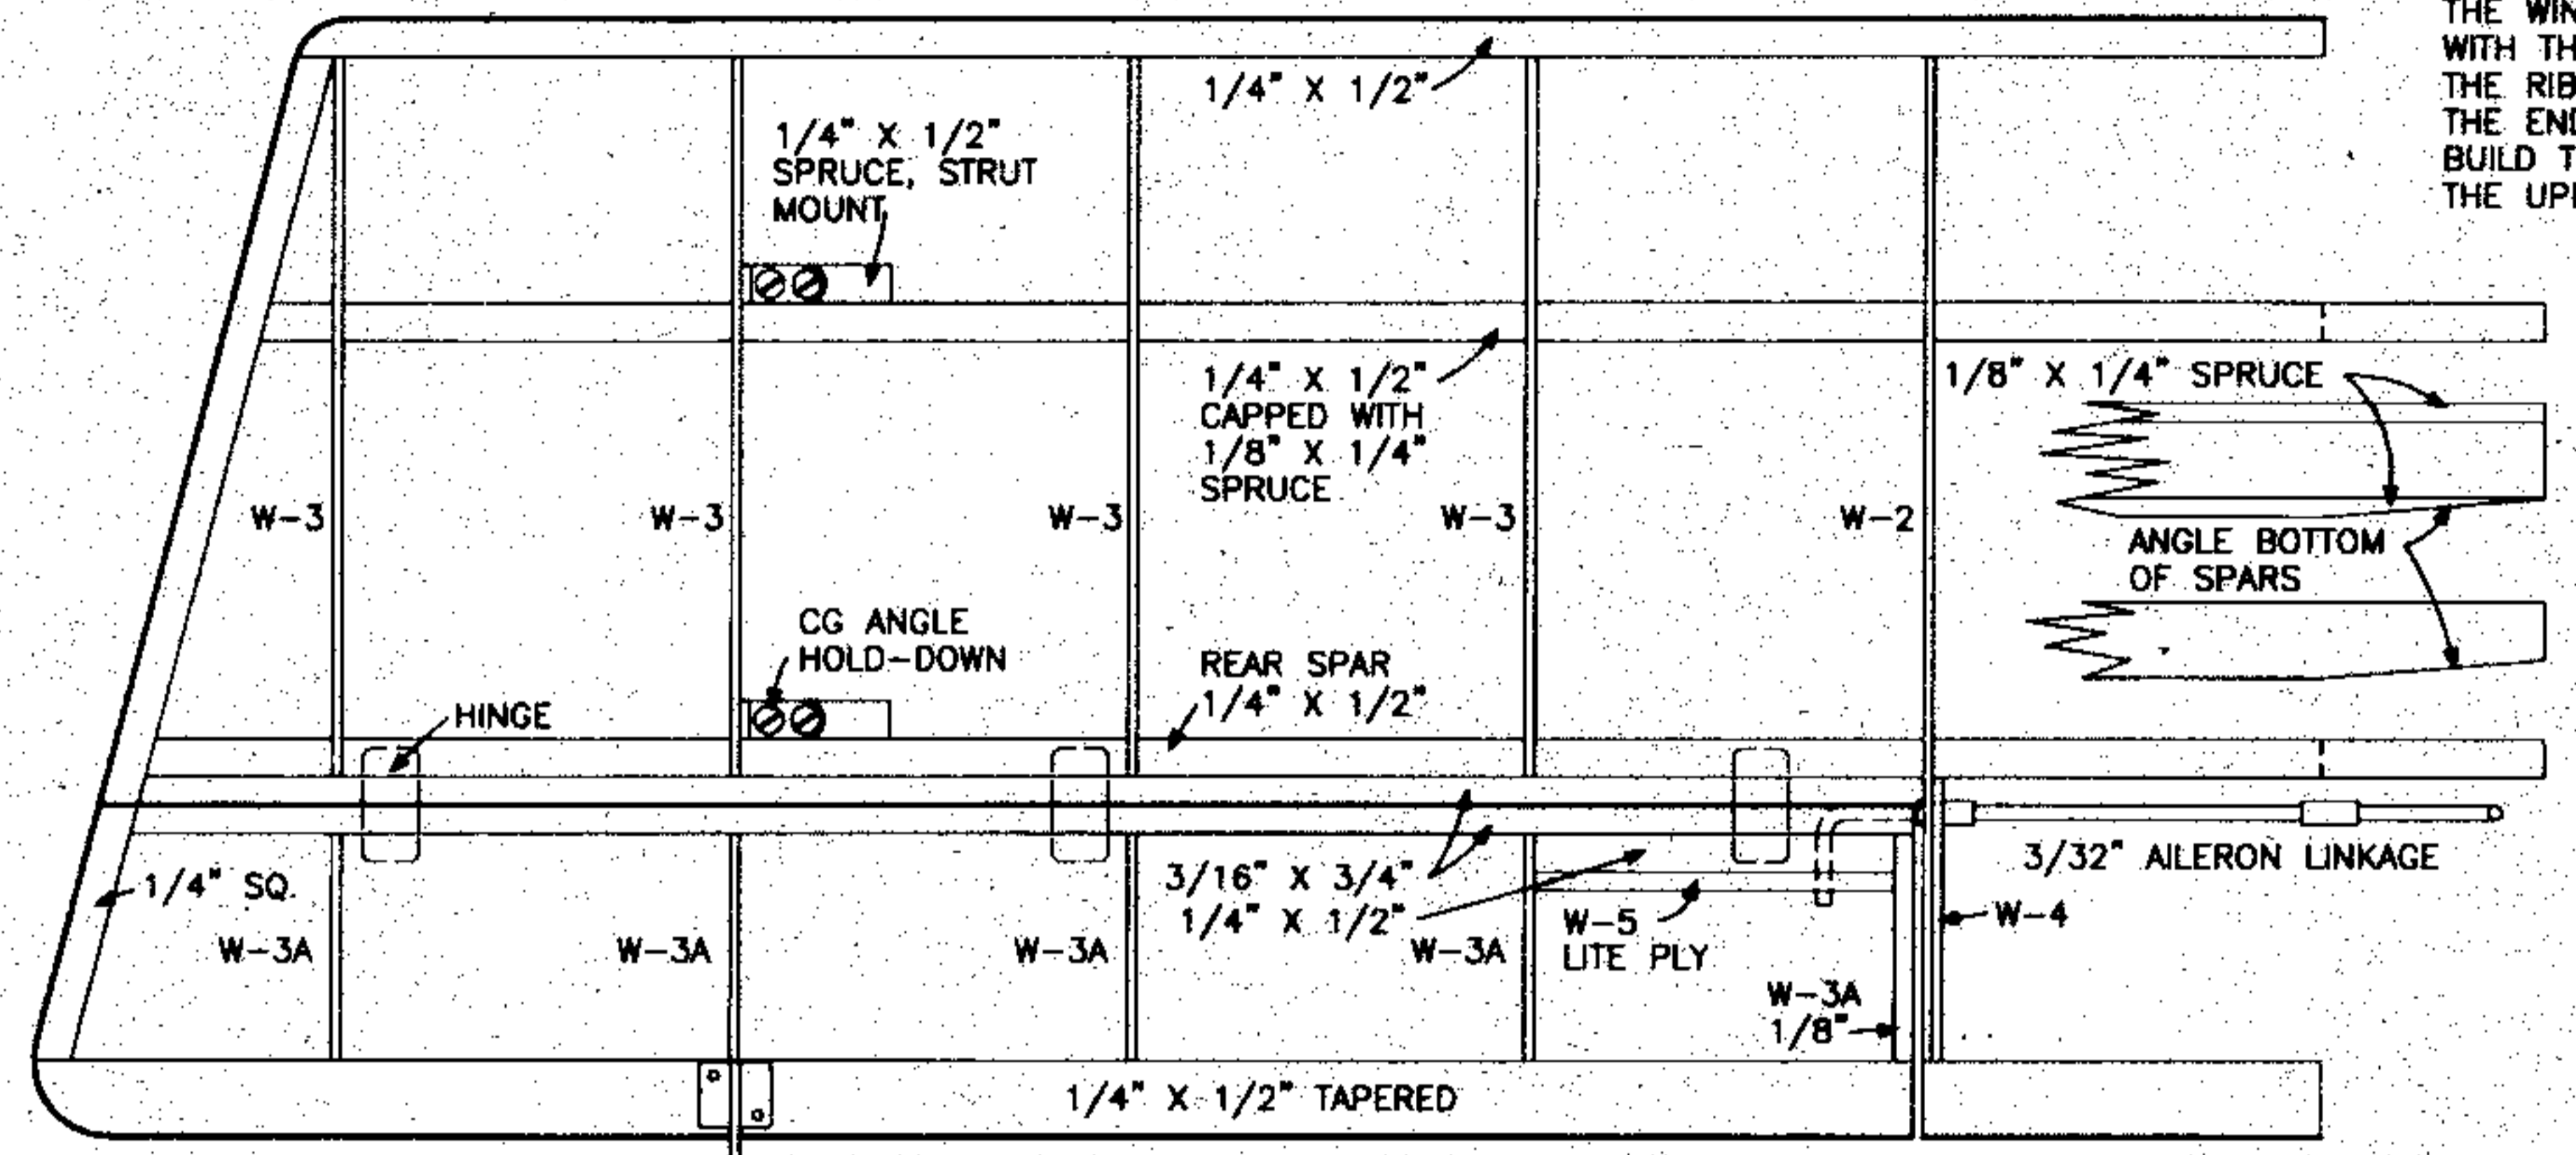 THE WIN
WITH TH
THE RIB
THE END
BUILD T
THE UP
1/4" X 1/2"
1/4" X 1/2"
SPRUCE, STRUT
MOUNT
1/4" X 1/2"
CAPPED WITH
1/8" X 1/4"
SPRUCE
1/8" X 1/4" SPRUCE
W-3
W-3
W-3
W-3
W-2
ANGLE BOTTOM
OF SPARS
CG ANGLE
HOLD-DOWN
REAR SPAR
1/4" X 1/2"
HINGE
3/32" AILERON LINKAGE
1/4" SQ.
3/16" X 3/4"
1/4" X 1/2"
W-5
LITE PLY
W-4
W-3A
W-3A
W-3A
W-3A
W-3A
1/8"
1/4" X 1/2" TAPERED